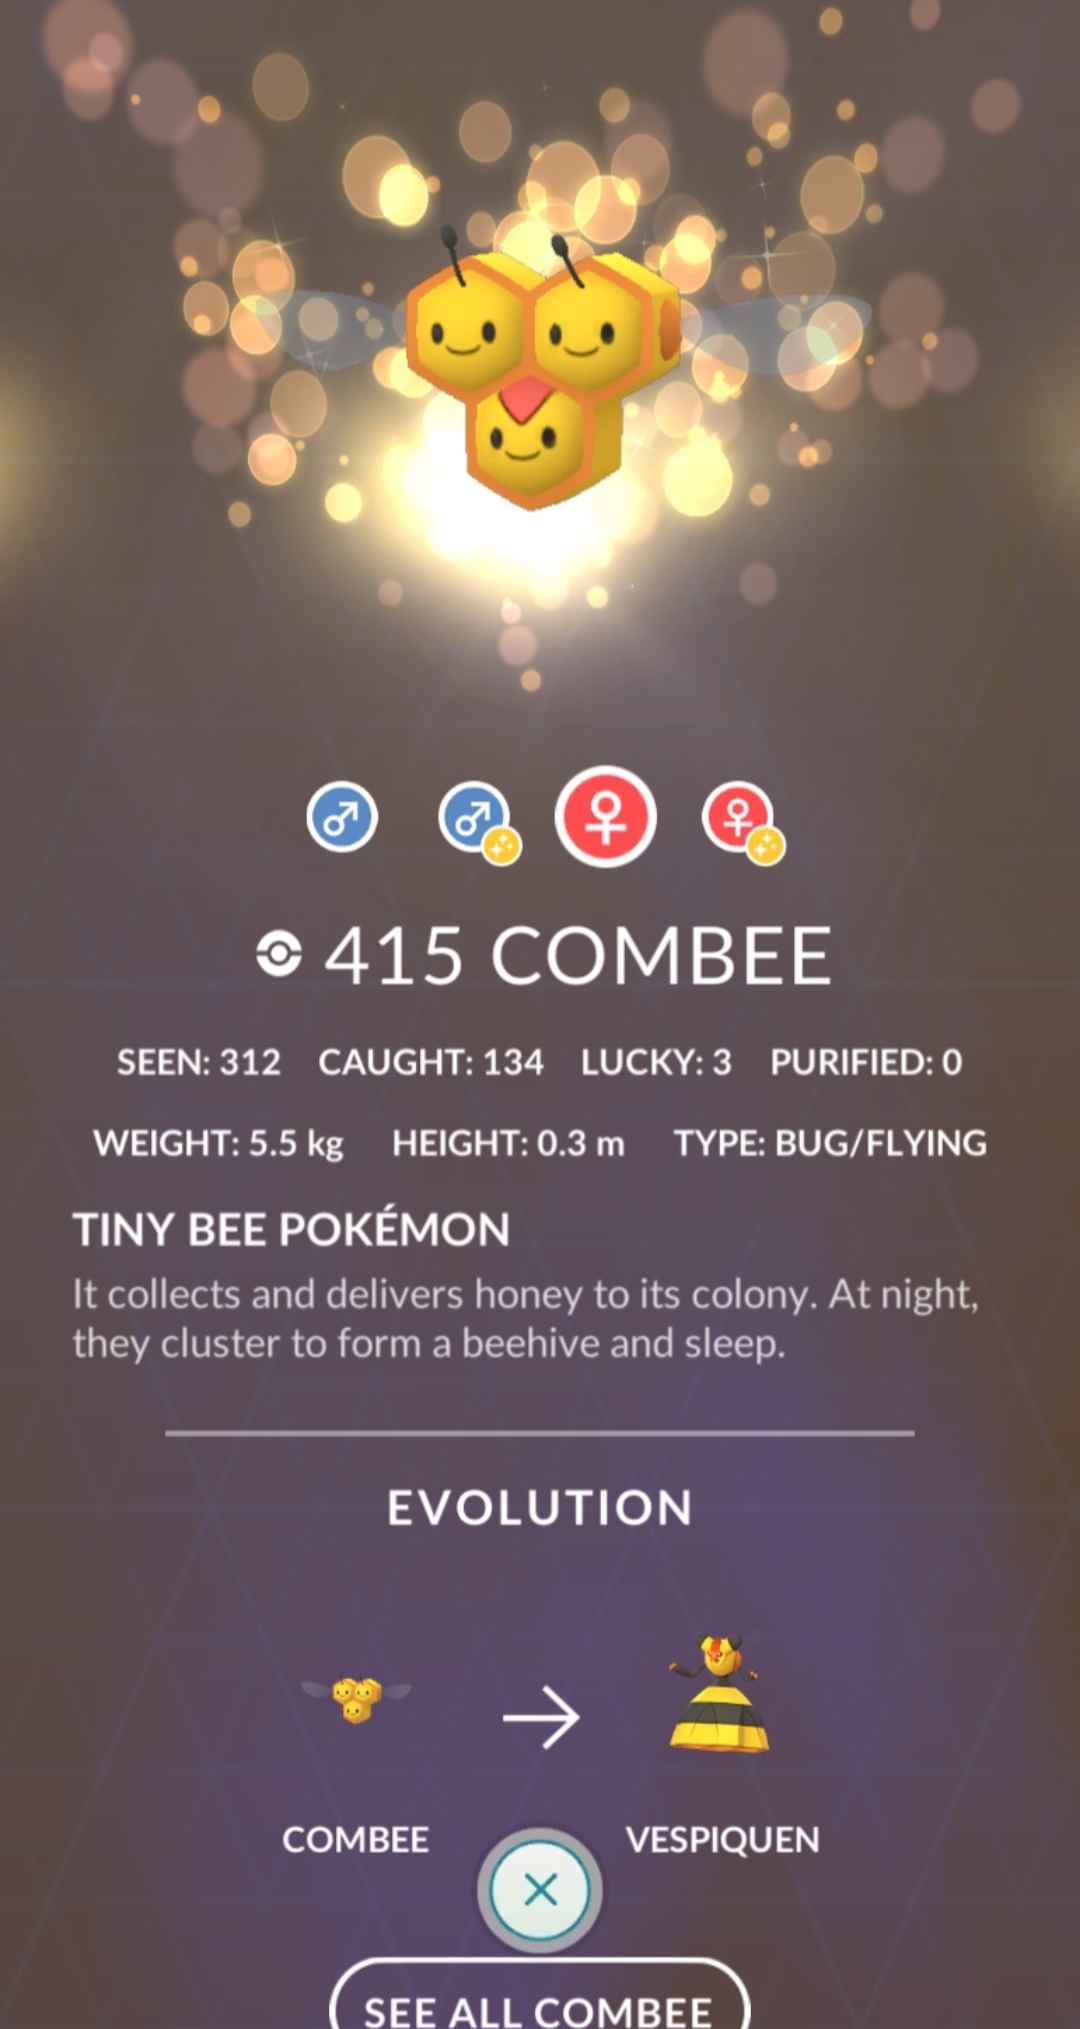 415 COMBEE
SEEN: 312 CAUGHT: 134 LUCKY: 3 PURIFIED: 0
WEIGHT: 5.5 kg HEIGHT: 0.3 m TYPE: BUG/FLYING
TINY BEE POKÉMON
It collects and delivers honey to its colony. At night,
they cluster to form a beehive and sleep.
EVOLUTION
COMBEE VESPIQUEN
SEE ALL COMBEE